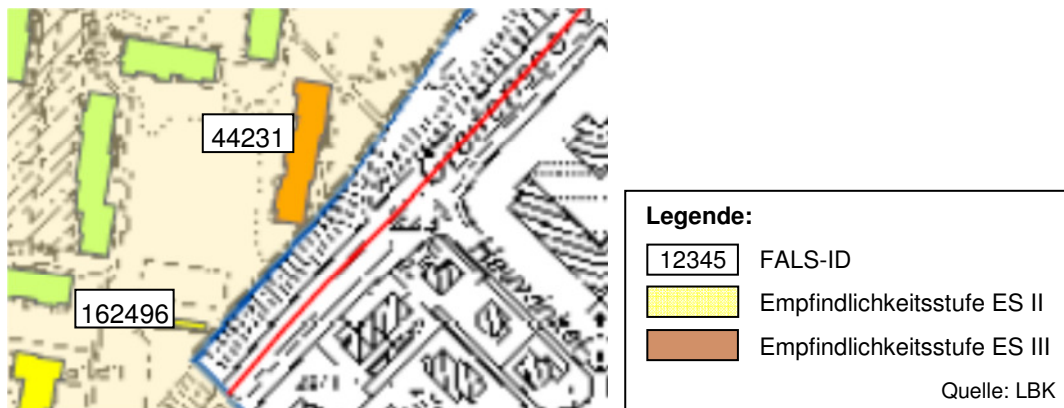 44231
162496
Legende:
12345 FALS-ID
Empfindlichkeitsstufe ES II
Empfindlichkeitsstufe ES III
Quelle: LBK